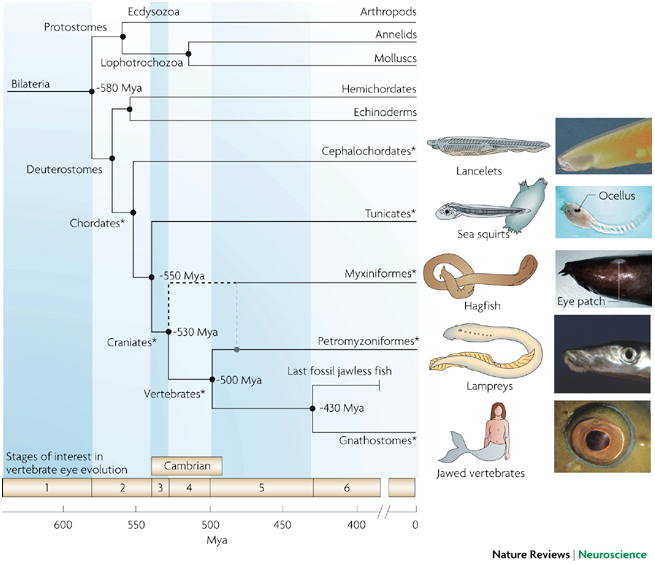 Ecdysozoa
Arthropods
Protostomes
Annelids
Lophotrochozoa
Molluscs
Bilateria
~580 Mya
Hemichordates
Echinoderms
Cephalochordates*
Deuterostomes
Lancelets
Chordates*
Tunicates*
Ocellus
Sea squirts
~550 Mya
Myxiniformes*
Hagfish
Eye patch
~530 Mya
Craniates*
Petromyzoniformes*
Last fossil jawless fish
~500 Mya
Lampreys
Vertebrates*
~430 Mya
Gnathostomes*
Jawed vertebrates
Stages of interest in
vertebrate eye evolution
Cambrian
1 2 3 4 5 6
600 550 500 450 400 0
Mya
Nature Reviews | Neuroscience